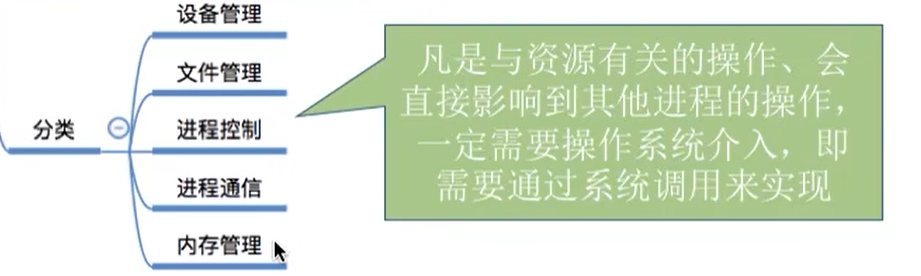 设备管理
文件管理
分类
进程控制
进程通信
内存管理
凡是与资源有关的操作、会
直接影响到其他进程的操作，
一定需要操作系统介入，即
需要通过系统调用来实现